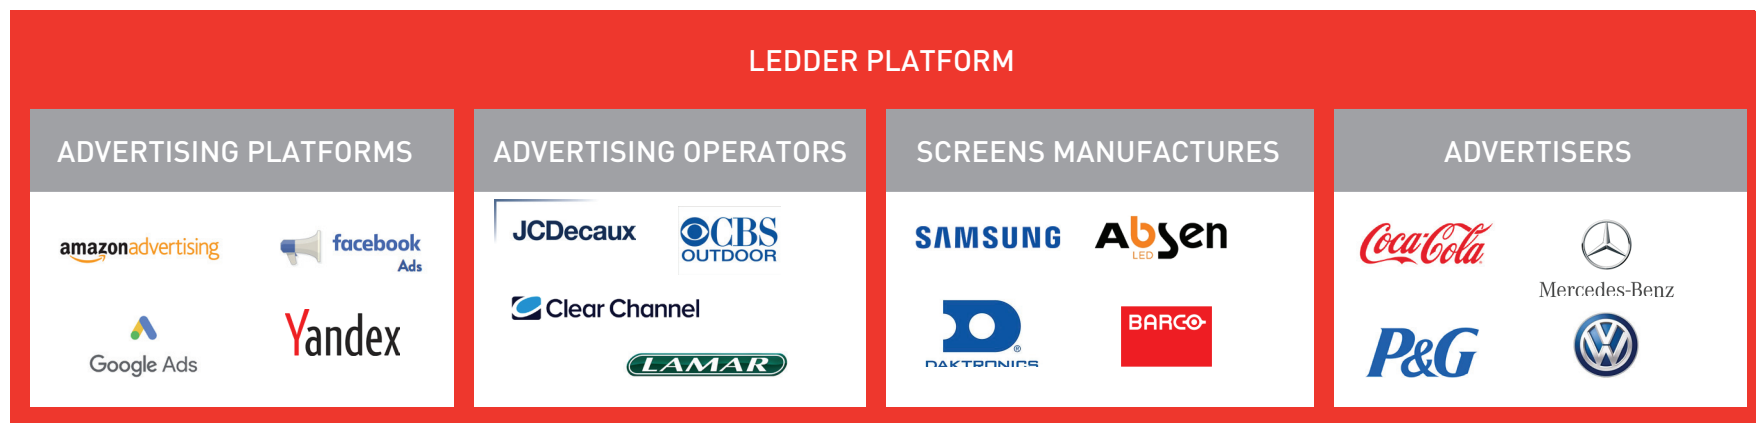 LEDDER PLATFORM
ADVERTISING PLATFORMS
amazonadvertising
facebook
Ads
Google Ads
Yandex
ADVERTISING OPERATORS
JCDecaux
CBS
OUTDOOR
Clear Channel
LAMAR
SCREENS MANUFACTURES
SAMSUNG
Absen
LED
DAKTRONICS
®
BARCO
ADVERTISERS
Coca-Cola
Mercedes-Benz
P&G
VW